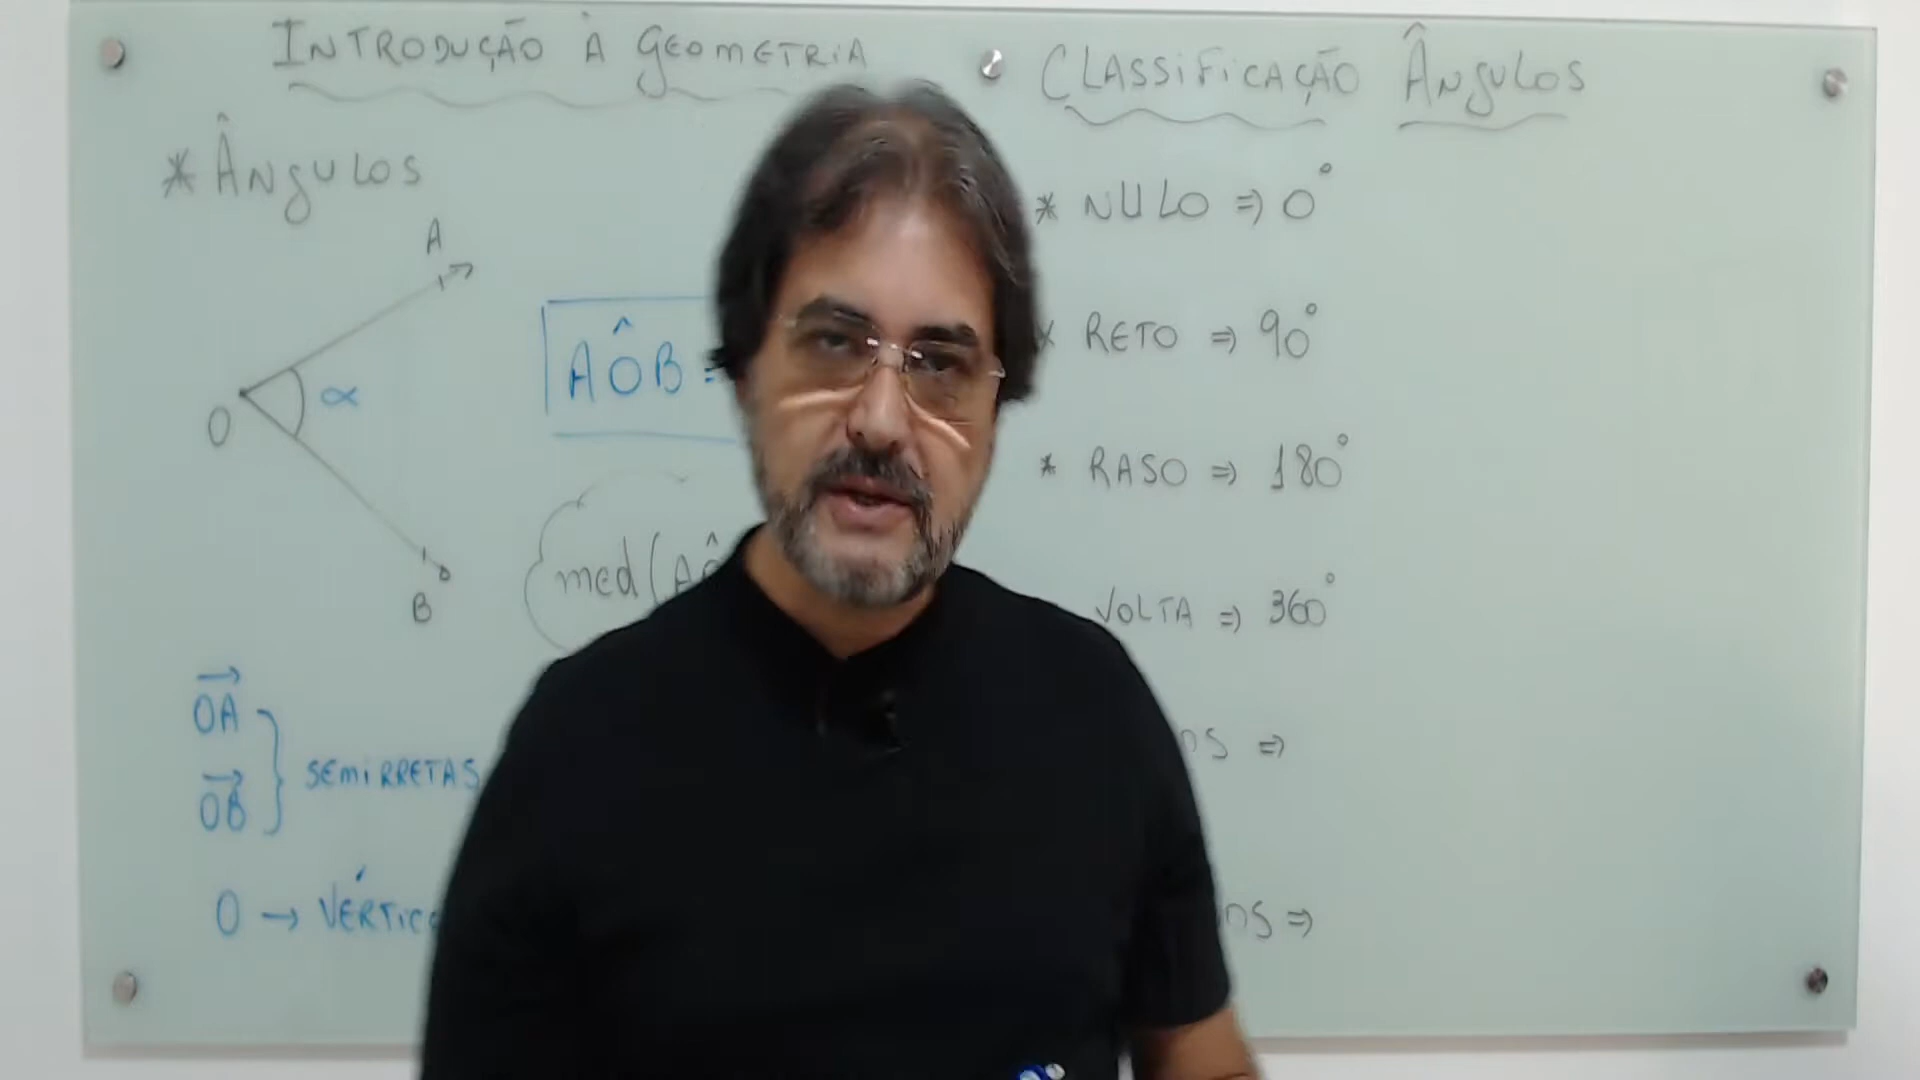 INTRODUÇÃO À GEOMETRIA
* ÂNGULOS
A
O
α
B
AÔB =
med(AÔ
OA
OB
SEMIRRETAS
O → VÉRTICE
CLASSIFICAÇÃO ÂNGULOS
* NULO ⇒ 0°
* RETO ⇒ 90°
* RASO ⇒ 180°
VOLTA ⇒ 360°
⇒
⇒